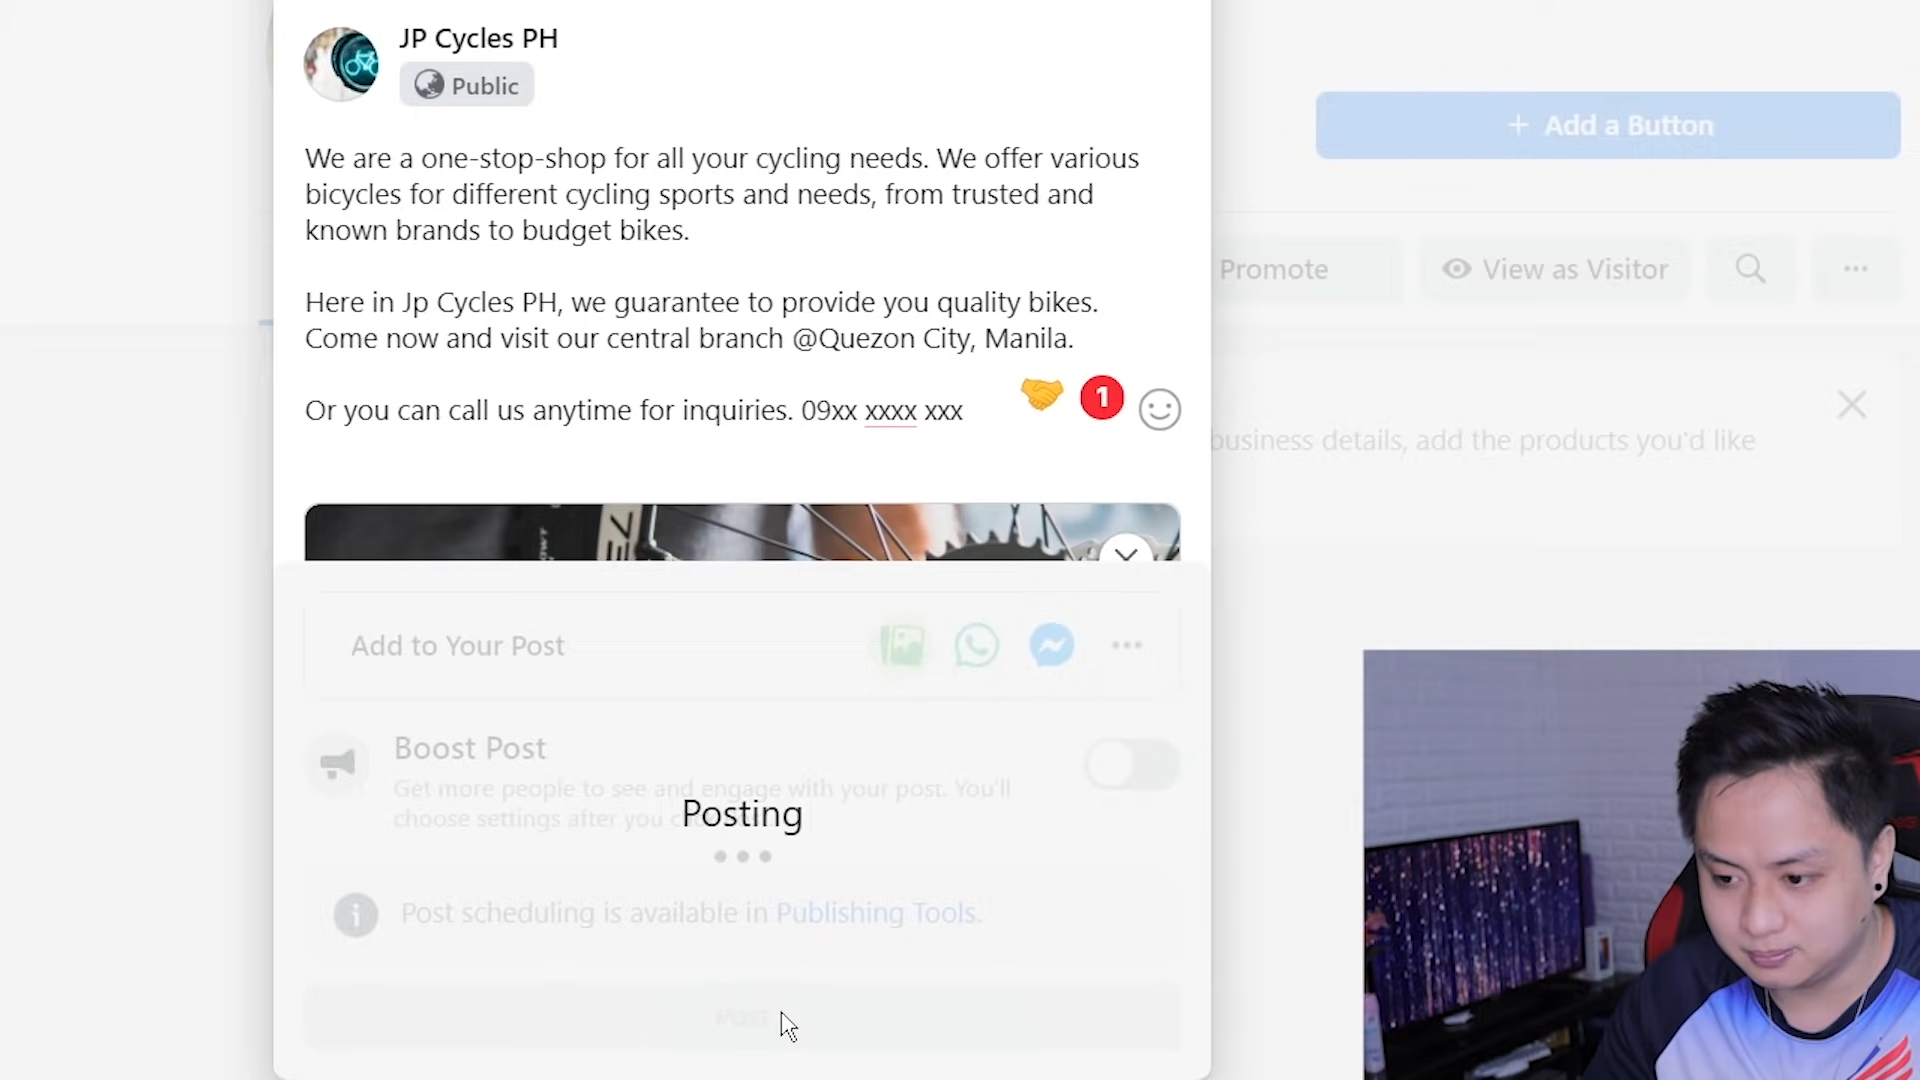 JP Cycles PH
Public
+ Add a Button
We are a one-stop-shop for all your cycling needs. We offer various
bicycles for different cycling sports and needs, from trusted and
known brands to budget bikes.
Promote
View as Visitor
Here in Jp Cycles PH, we guarantee to provide you quality bikes.
Come now and visit our central branch @Quezon City, Manila.
Or you can call us anytime for inquiries. 09xx xxxx xxx
1
business details, add the products you'd like
Add to Your Post
Boost Post
Get more people to see and engage with your post. You'll
choose settings after you
Posting
Post scheduling is available in Publishing Tools.